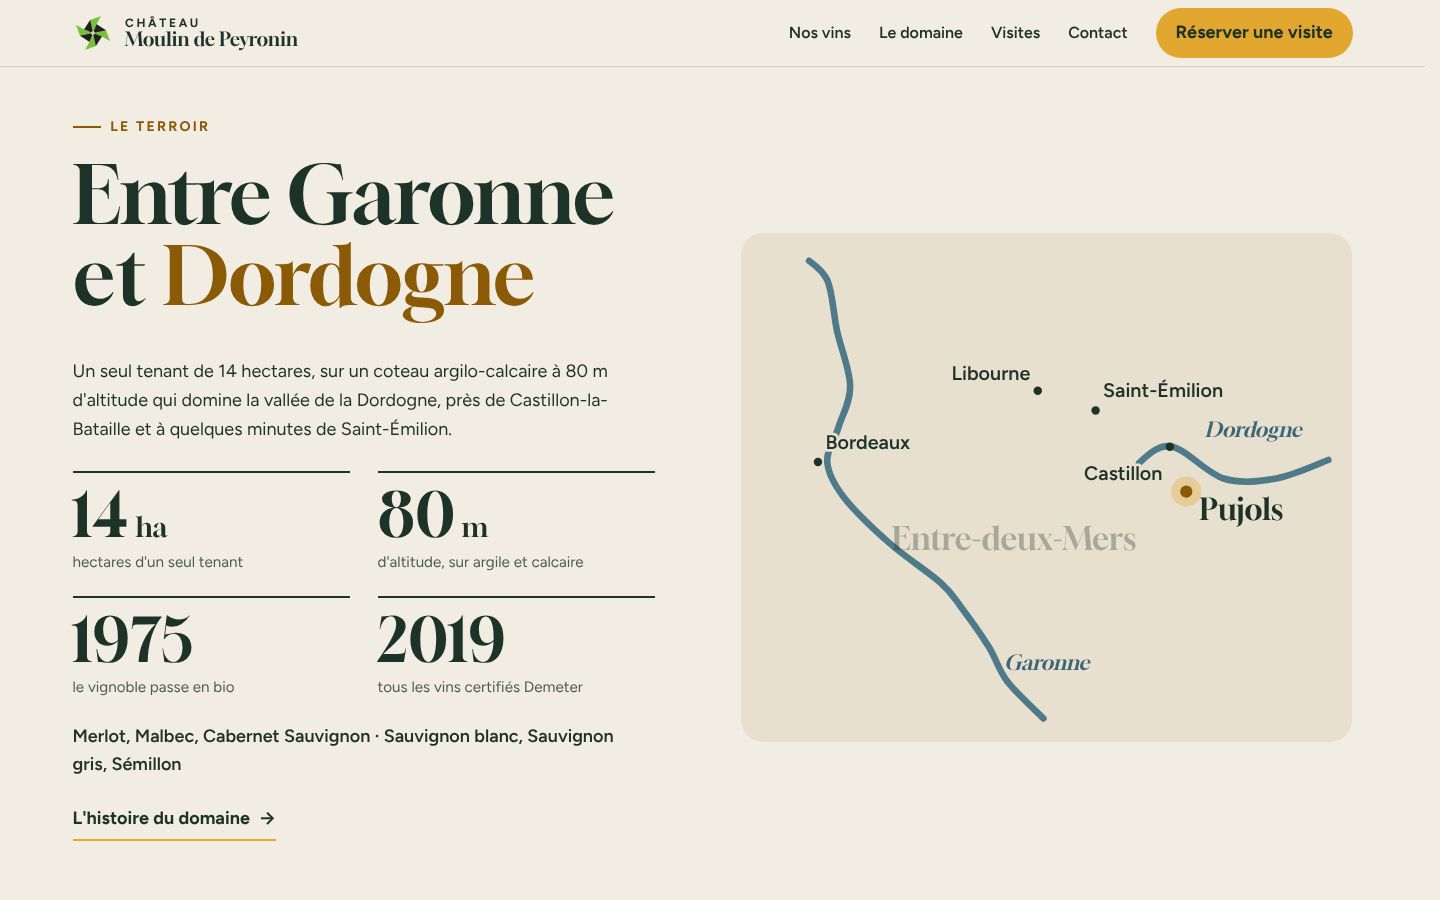 CHÂTEAU
Moulin de Peyronin
Nos vins
Le domaine
Visites
Contact
Réserver une visite
LE TERROIR
Entre Garonne
et Dordogne
Un seul tenant de 14 hectares, sur un coteau argilo-calcaire à 80 m
d'altitude qui domine la vallée de la Dordogne, près de Castillon-la-
Bataille et à quelques minutes de Saint-Émilion.
14 ha
hectares d'un seul tenant
80 m
d'altitude, sur argile et calcaire
1975
le vignoble passe en bio
2019
tous les vins certifiés Demeter
Merlot, Malbec, Cabernet Sauvignon · Sauvignon blanc, Sauvignon
gris, Sémillon
L'histoire du domaine →
Libourne
Saint-Émilion
Dordogne
Bordeaux
Castillon
Pujols
Entre-deux-Mers
Garonne